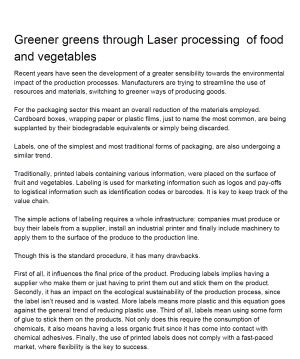 Greener greens through Laser processing of food
and vegetables
Recent years have seen the development of a greater sensibility towards the environmental
impact of the production processes. Manufacturers are trying to streamline the use of
resources and materials, switching to greener ways of producing goods.
For the packaging sector this meant an overall reduction of the materials employed.
Cardboard boxes, wrapping paper or plastic films, just to name the most common, are being
supplanted by their biodegradable equivalents or simply being discarded.
Labels, one of the simplest and most traditional forms of packaging, are also undergoing a
similar trend.
Traditionally, printed labels containing various information, were placed on the surface of
fruit and vegetables. Labeling is used for marketing information such as logos and pay-offs
to logistical information such as identification codes or barcodes. It is key to keep track of the
value chain.
The simple actions of labeling requires a whole infrastructure: companies must produce or
buy their labels from a supplier, install an industrial printer and finally include machinery to
apply them to the surface of the produce to the production line.
Though this is the standard procedure, it has many drawbacks.
First of all, it influences the final price of the product. Producing labels implies having a
supplier who make them or just having to print them out and stick them on the product.
Secondly, it has an impact on the ecological sustainability of the production process, since
the label isn't reused and is wasted. More labels means more plastic and this equation goes
against the general trend of reducing plastic use. Third of all, labels mean using some form
of glue to stick them on the products. Not only does this require the consumption of
chemicals, it also means having a less organic fruit since it has come into contact with
chemical adhesives. Finally, the use of printed labels does not comply with a fast-paced
market, where flexibility is the key to success.